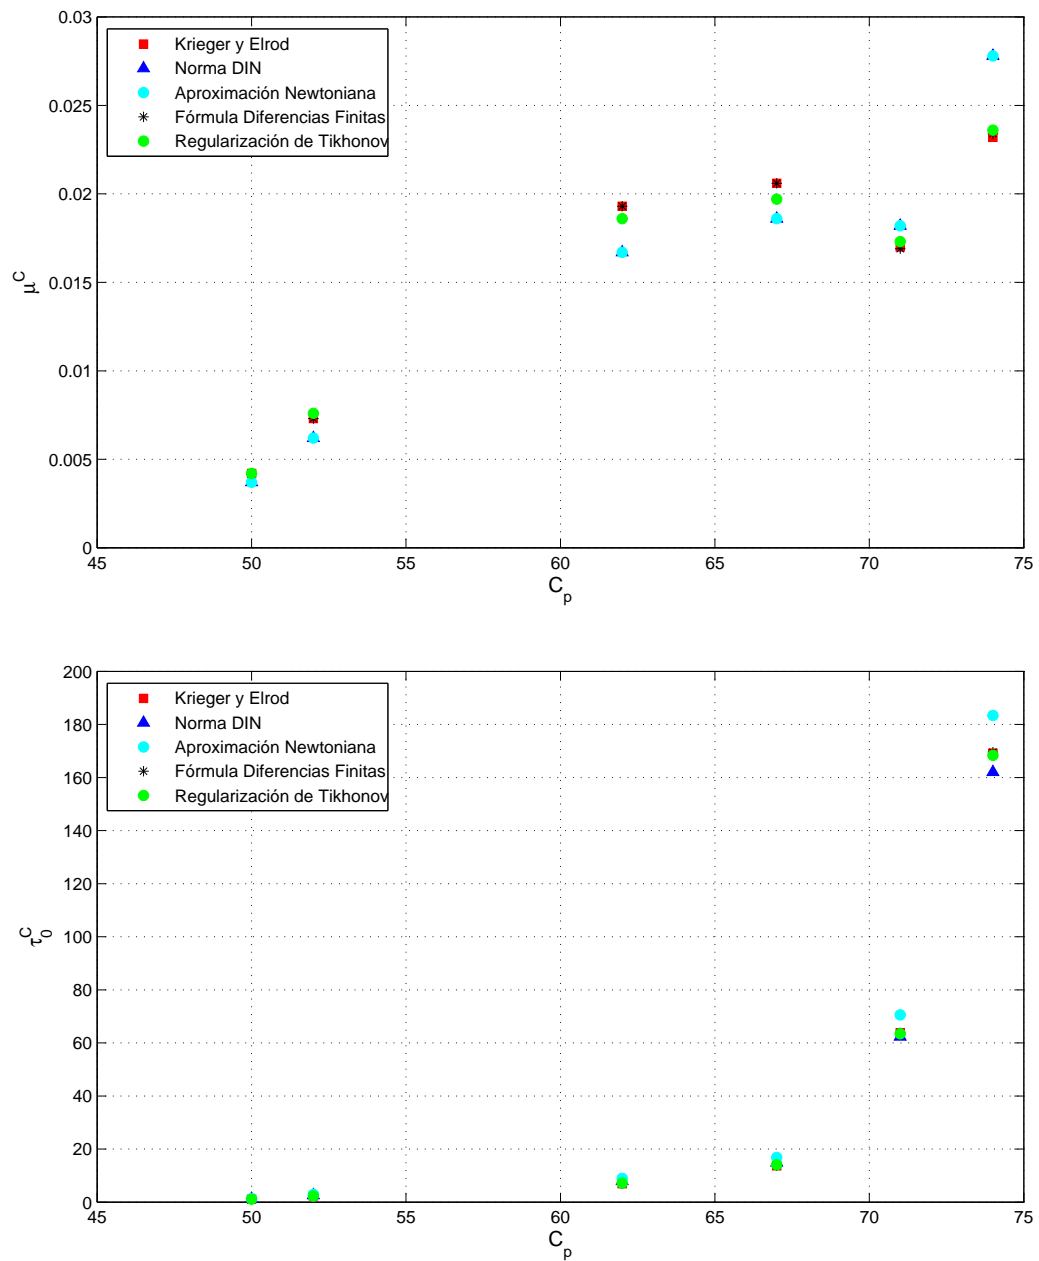 0.03
0.025
0.02
0.015
0.01
0.005
0
45
50
55
60
65
70
75
μ^C
C_p
Krieger y Elrod
Norma DIN
Aproximación Newtoniana
Fórmula Diferencias Finitas
Regularización de Tikhonov
200
180
160
140
120
100
80
60
40
20
0
45
50
55
60
65
70
75
τ_0^C
C_p
Krieger y Elrod
Norma DIN
Aproximación Newtoniana
Fórmula Diferencias Finitas
Regularización de Tikhonov